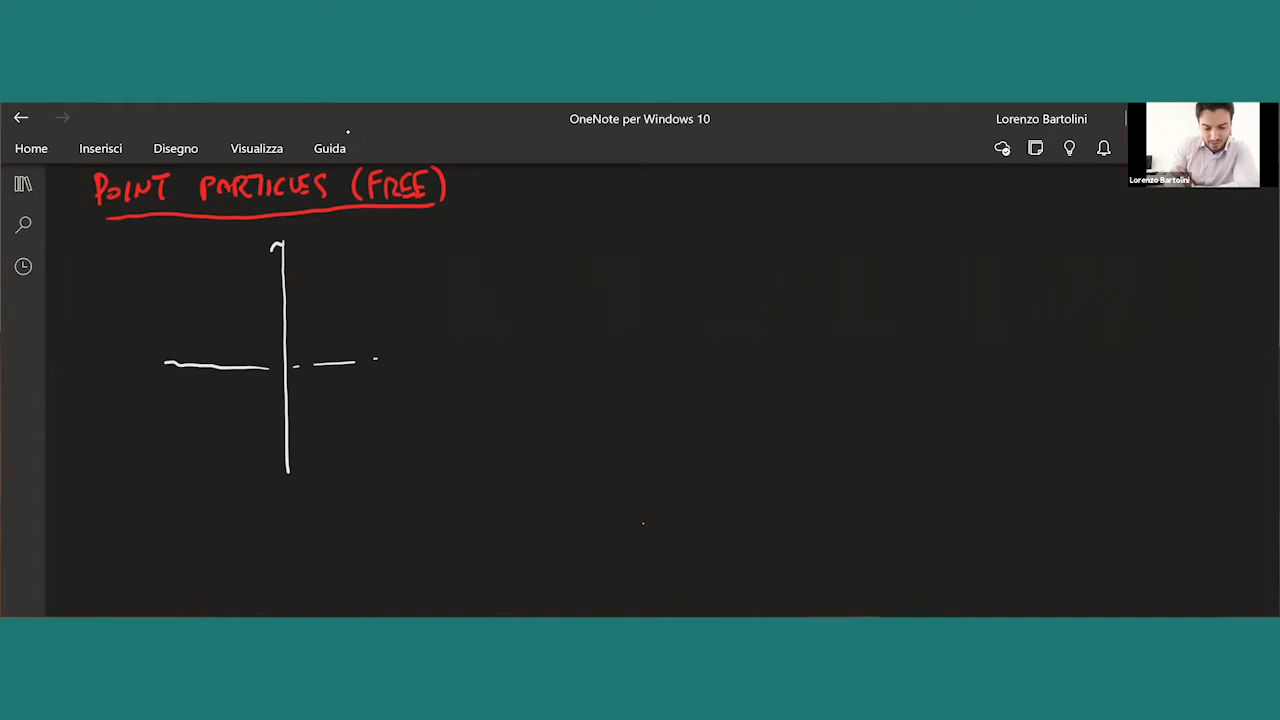 OneNote per Windows 10
Lorenzo Bartolini
Home Inserisci Disegno Visualizza Guida
Lorenzo Bartolini
POINT PARTICLES (FREE)